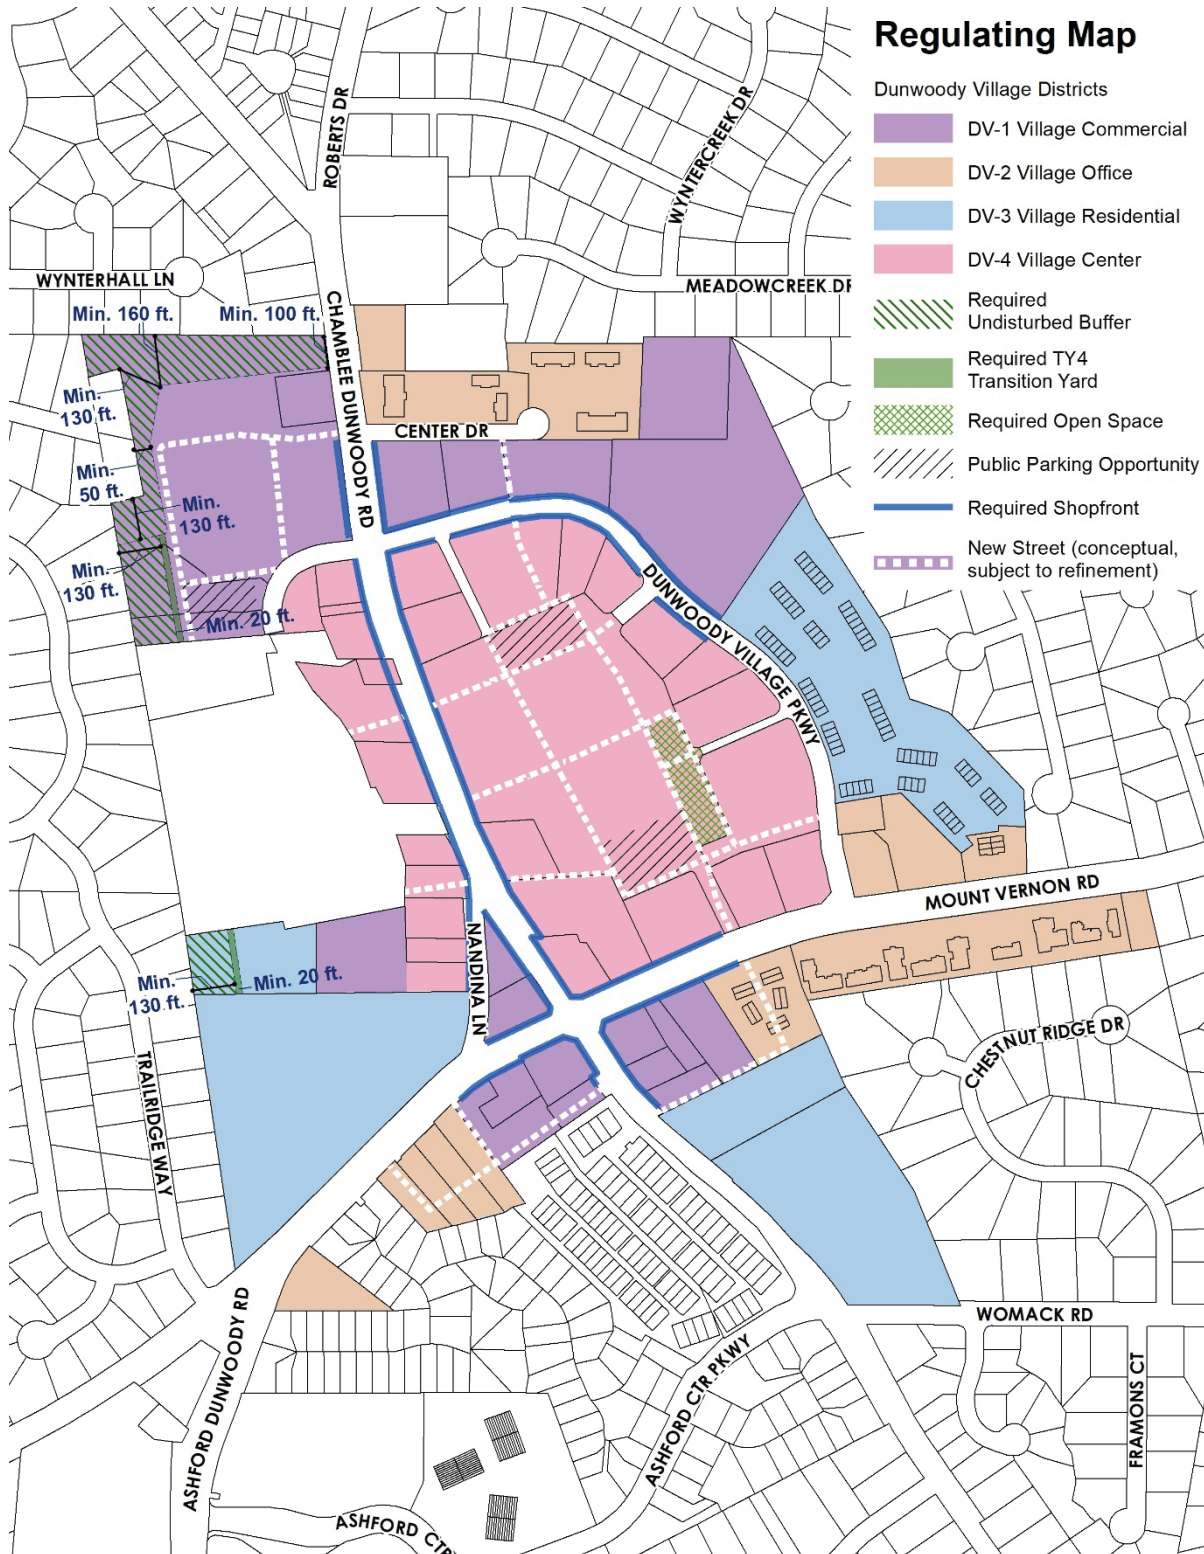 Regulating Map
Dunwoody Village Districts
DV-1 Village Commercial
DV-2 Village Office
DV-3 Village Residential
DV-4 Village Center
Required
Undisturbed Buffer
Required TY4
Transition Yard
Required Open Space
Public Parking Opportunity
Required Shopfront
New Street (conceptual,
subject to refinement)
ROBERTS DR
WYNTERCREEK DR
WYNTERHALL LN
MEADOWCREEK DR
Min. 160 ft.
Min. 100 ft.
CHAMBLEE DUNWOODY RD
Min.
130 ft.
CENTER DR
Min.
50 ft.
Min.
130 ft.
Min.
130 ft.
Min. 20 ft.
DUNWOODY VILLAGE PKWY
MOUNT VERNON RD
NANDINA LN
Min.
130 ft.
Min. 20 ft.
CHESTNUT RIDGE DR
TRAILRIDGE WAY
WOMACK RD
ASHFORD DUNWOODY RD
ASHFORD CTR PKWY
FRAMONS CT
ASHFORD CTR